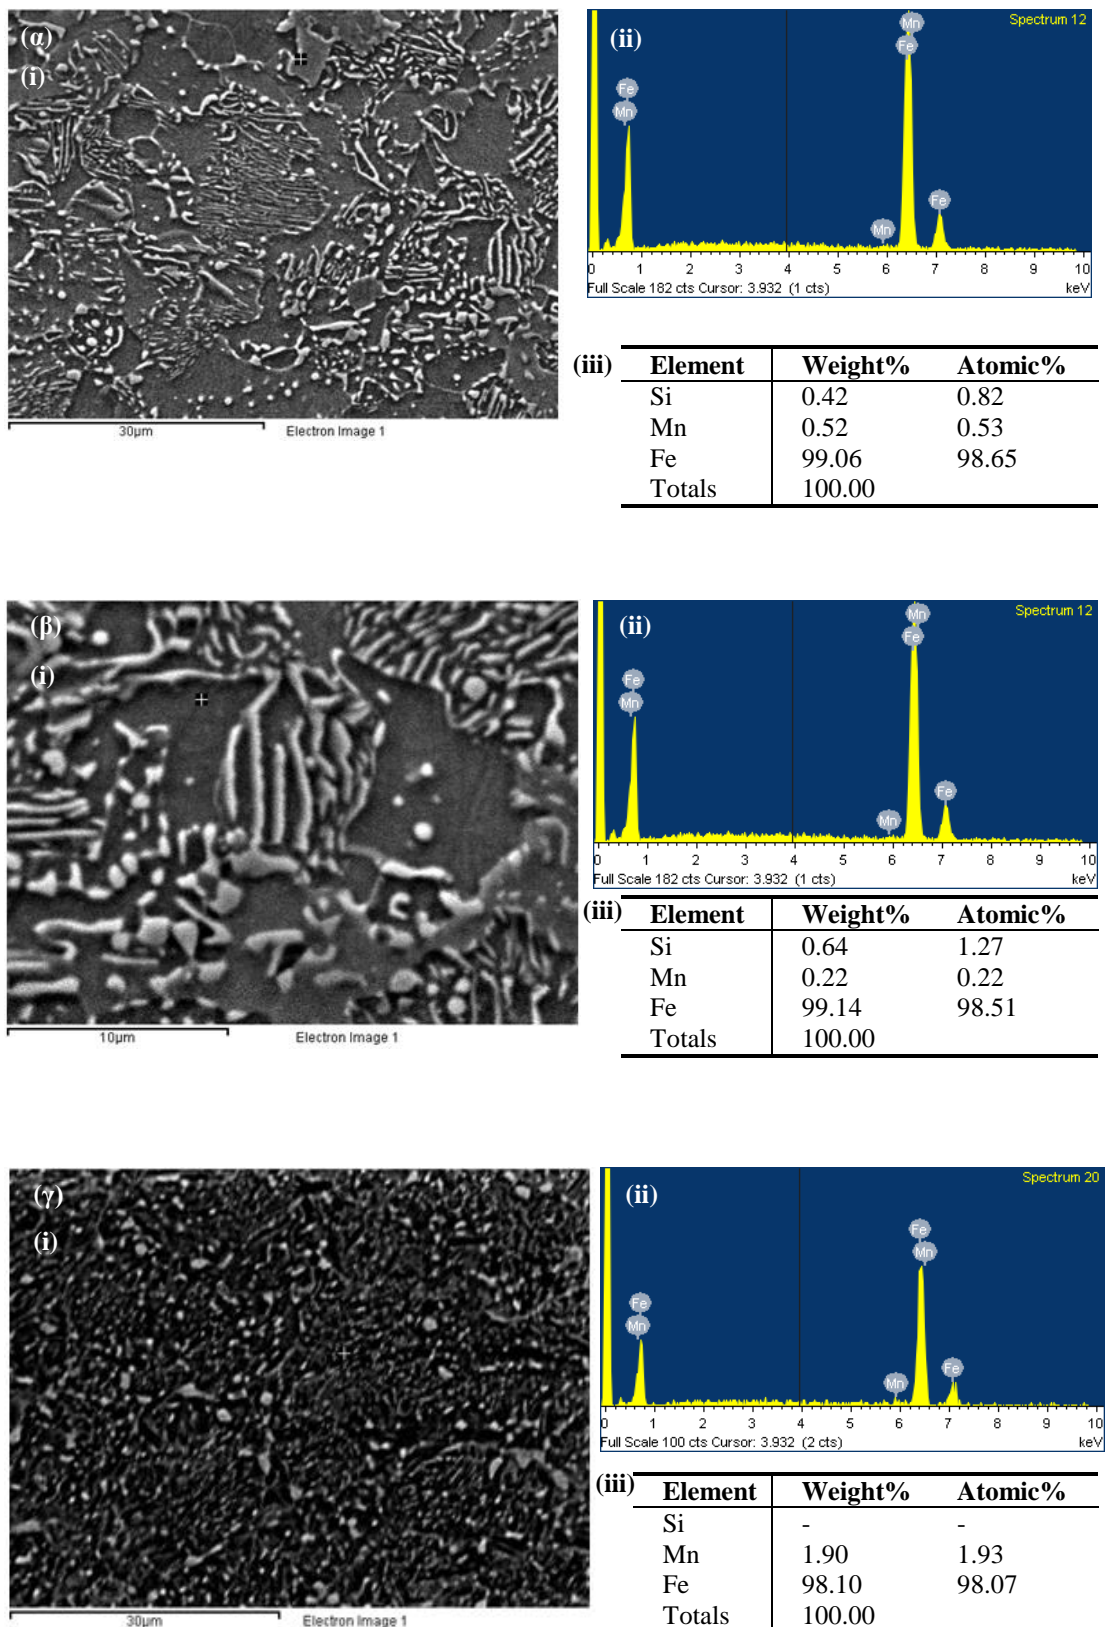 (α)
(i)
30µm Electron Image 1
(ii)
Spectrum 12
Mn
Fe
Fe
Mn
Mn
Fe
0 1 2 3 4 5 6 7 8 9 10
Full Scale 182 cts Cursor: 3.932 (1 cts) keV
(iii)
Element Weight% Atomic%
Si 0.42 0.82
Mn 0.52 0.53
Fe 99.06 98.65
Totals 100.00
(β)
(i)
10µm Electron Image 1
(ii)
Spectrum 12
Mn
Fe
Fe
Mn
Mn
Fe
0 1 2 3 4 5 6 7 8 9 10
Full Scale 182 cts Cursor: 3.932 (1 cts) keV
(iii)
Element Weight% Atomic%
Si 0.64 1.27
Mn 0.22 0.22
Fe 99.14 98.51
Totals 100.00
(γ)
(i)
30µm Electron Image 1
(ii)
Spectrum 20
Fe
Mn
Fe
Mn
Mn
Fe
0 1 2 3 4 5 6 7 8 9 10
Full Scale 100 cts Cursor: 3.932 (2 cts) keV
(iii)
Element Weight% Atomic%
Si - -
Mn 1.90 1.93
Fe 98.10 98.07
Totals 100.00